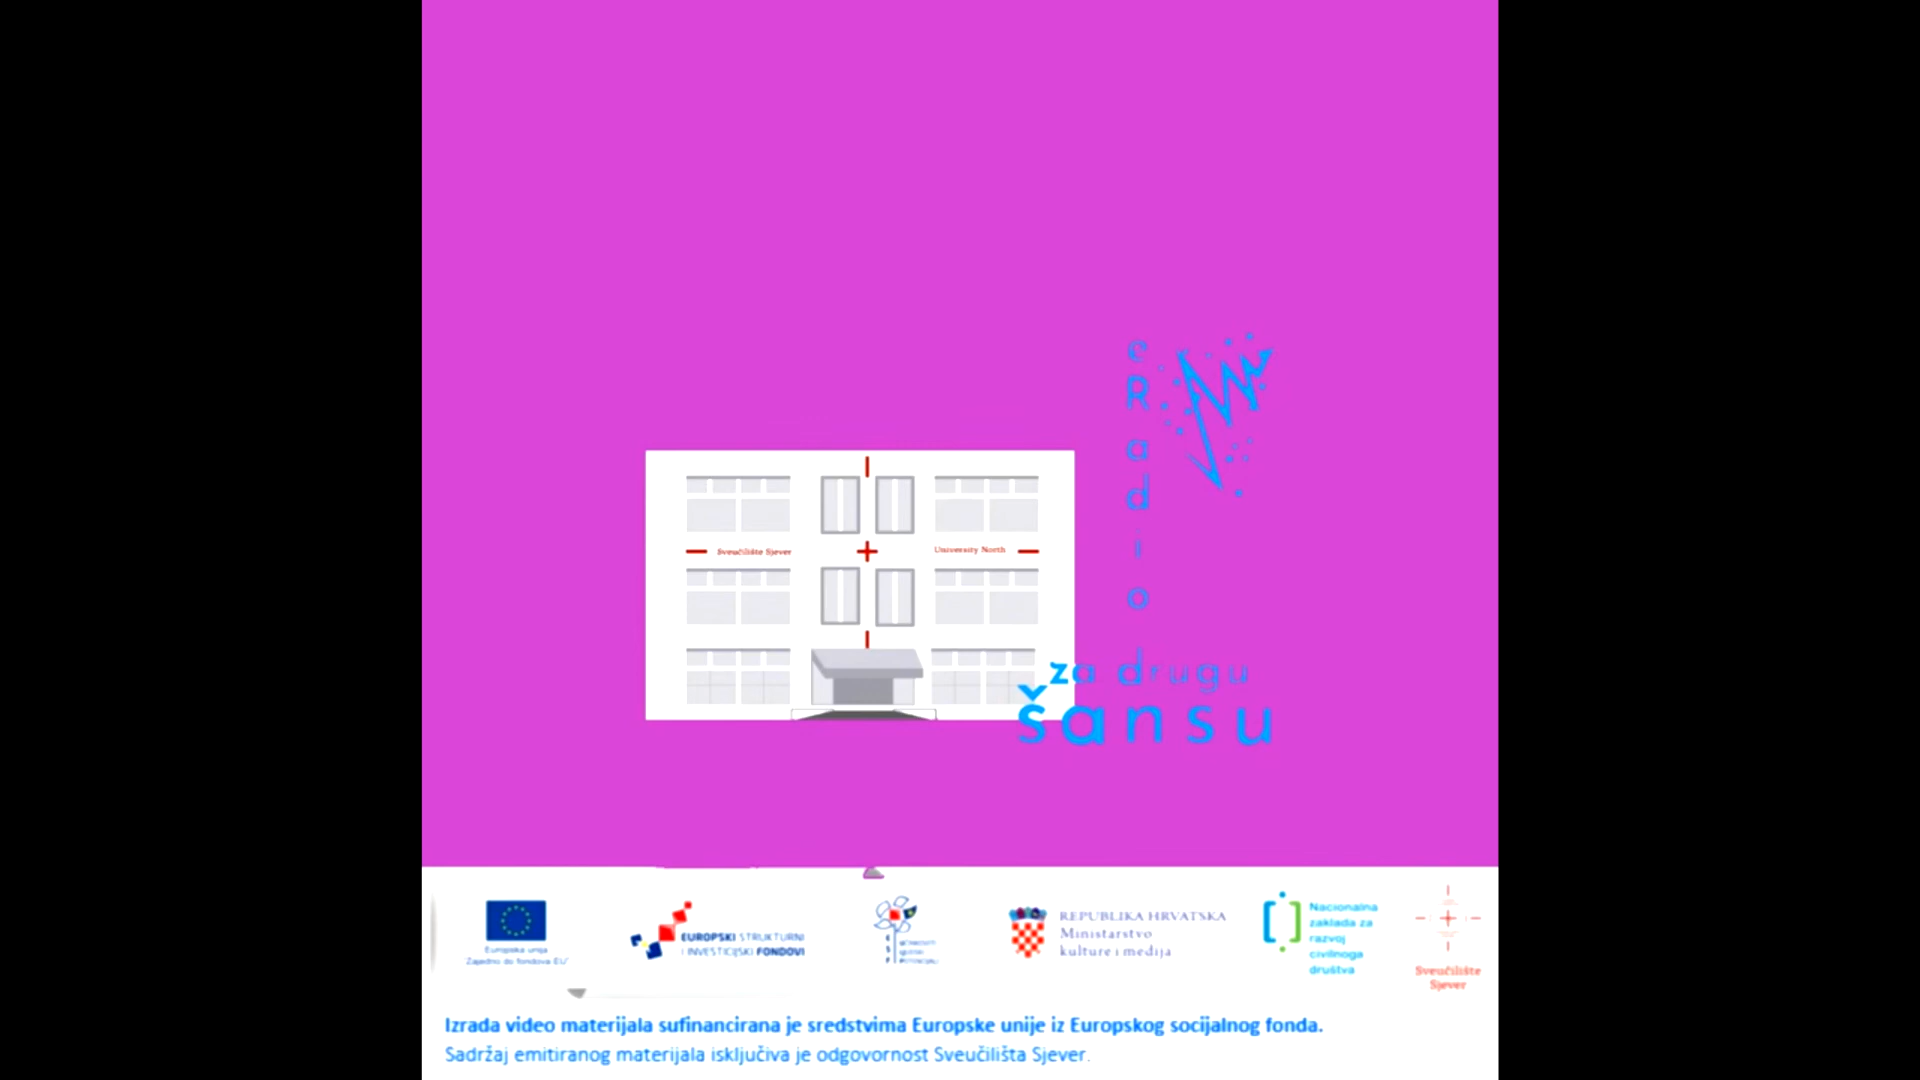 eRadio
za drugu
šansu
Sveučilište Sjever
University North
Europska unija
Zajedno do fondova EU
EUROPSKI STRUKTURNI
I INVESTICIJSKI FONDOVI
E
S
F
REPUBLIKA HRVATSKA
Ministarstvo
kulture i medija
Nacionalna
zaklada za
razvoj
civilnoga
društva
Sveučilište
Sjever
Izrada video materijala sufinancirana je sredstvima Europske unije iz Europskog socijalnog fonda.
Sadržaj emitiranog materijala isključiva je odgovornost Sveučilišta Sjever.